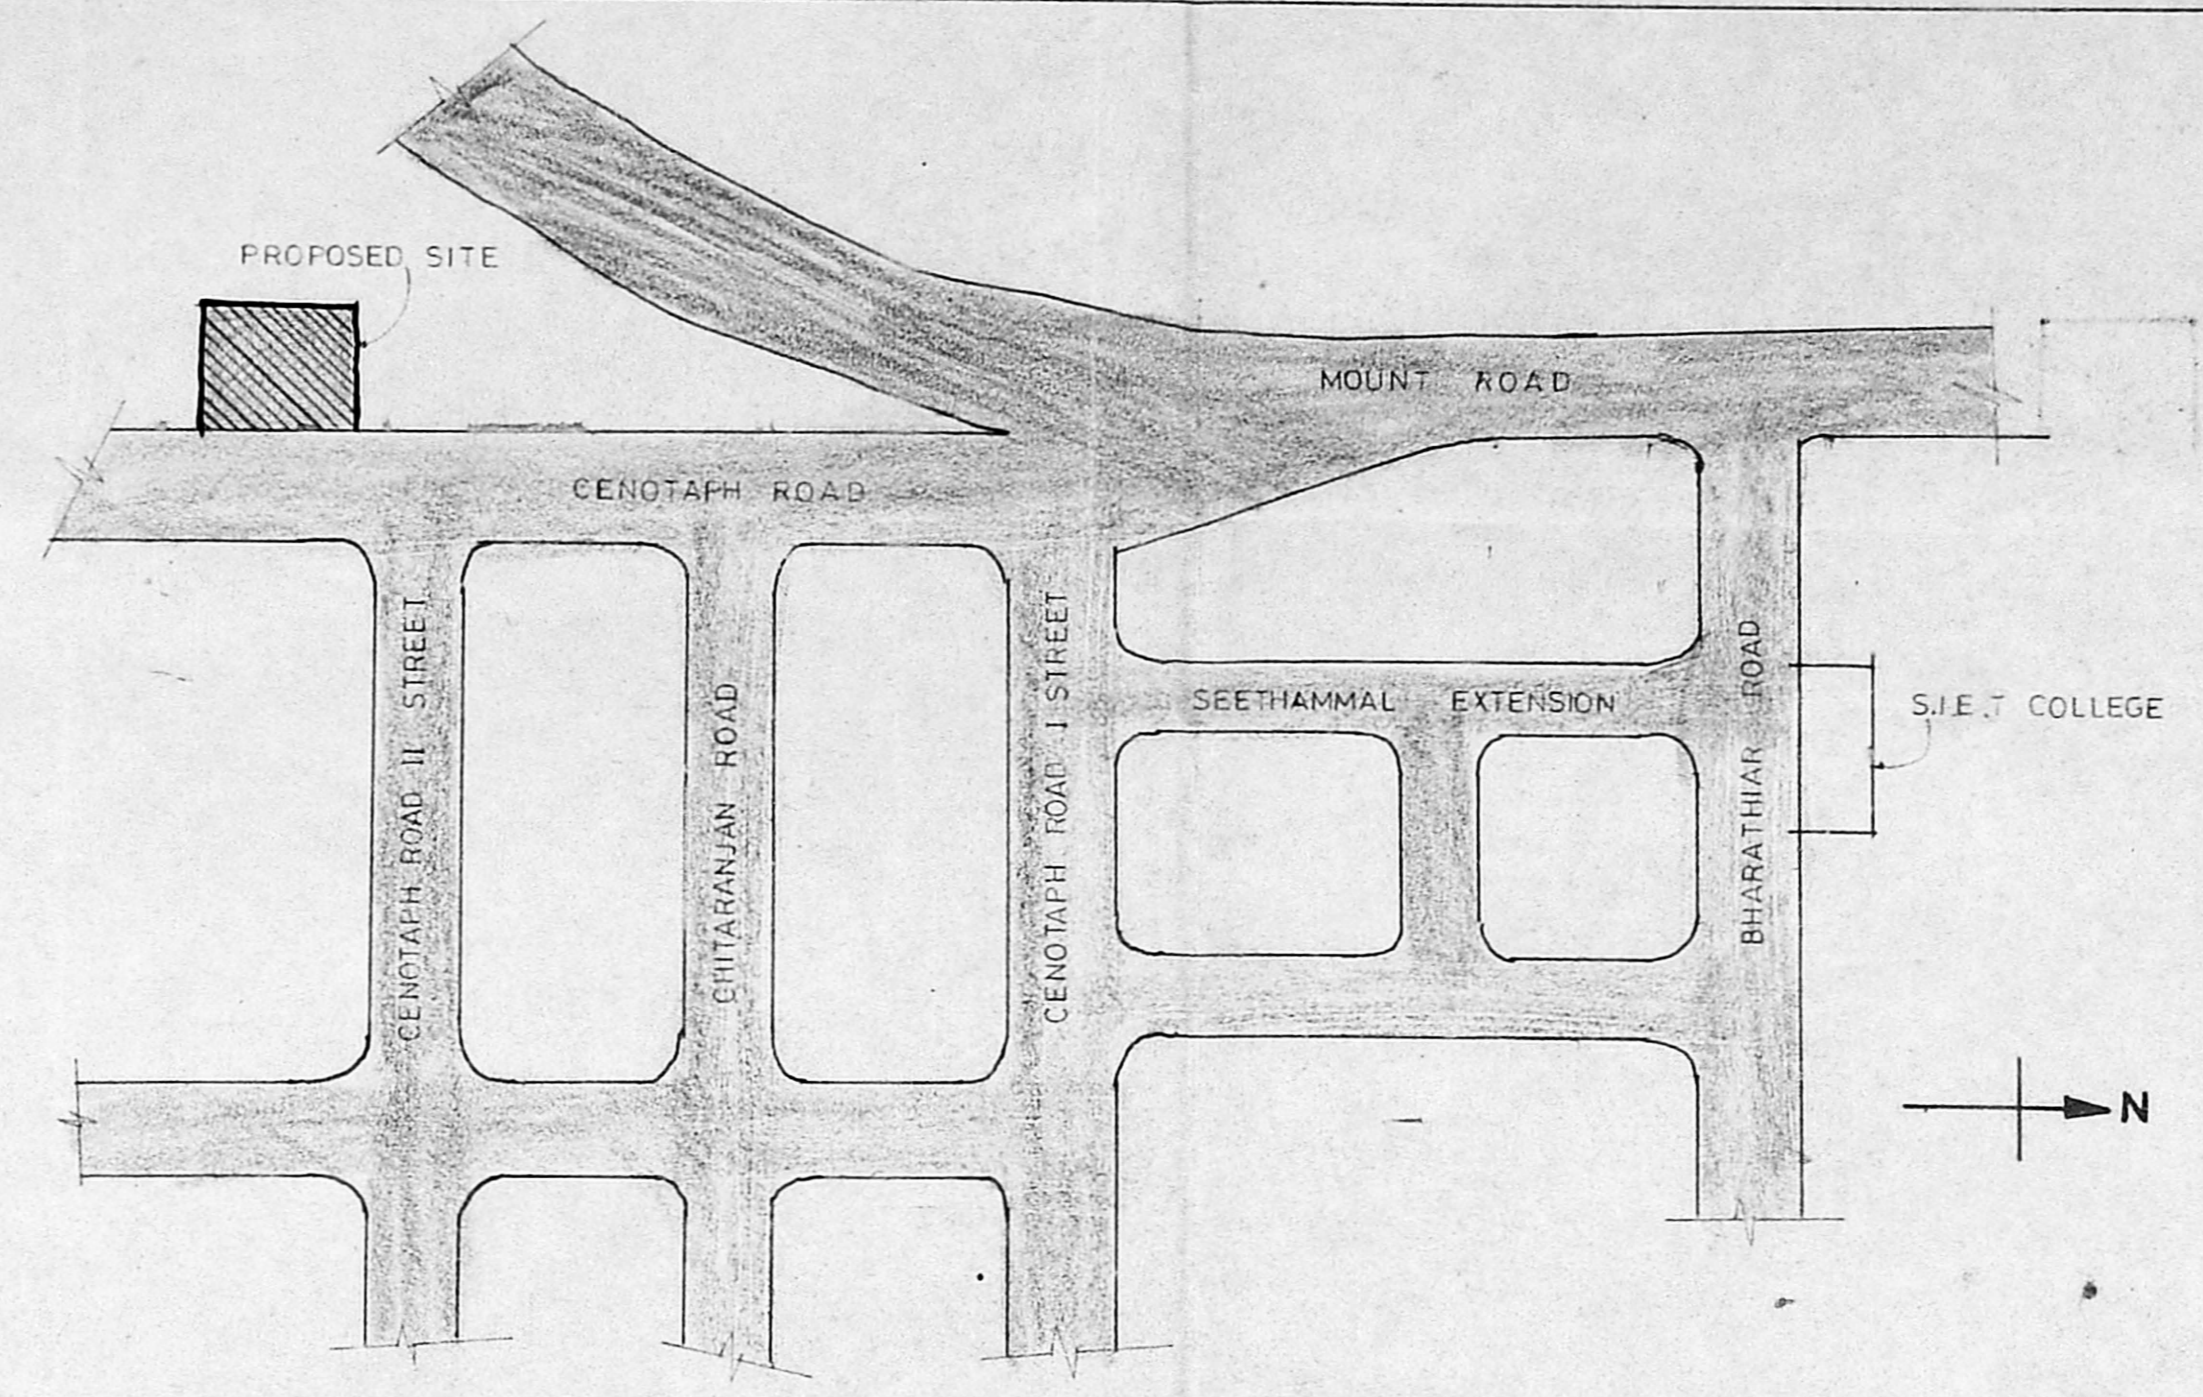 PROPOSED SITE
MOUNT ROAD
CENOTAPH ROAD
CENOTAPH ROAD II STREET
CHITARANJAN ROAD
CENOTAPH ROAD I STREET
SEETHAMMAL EXTENSION
BHARATHIAR ROAD
S.I.E.T COLLEGE
N